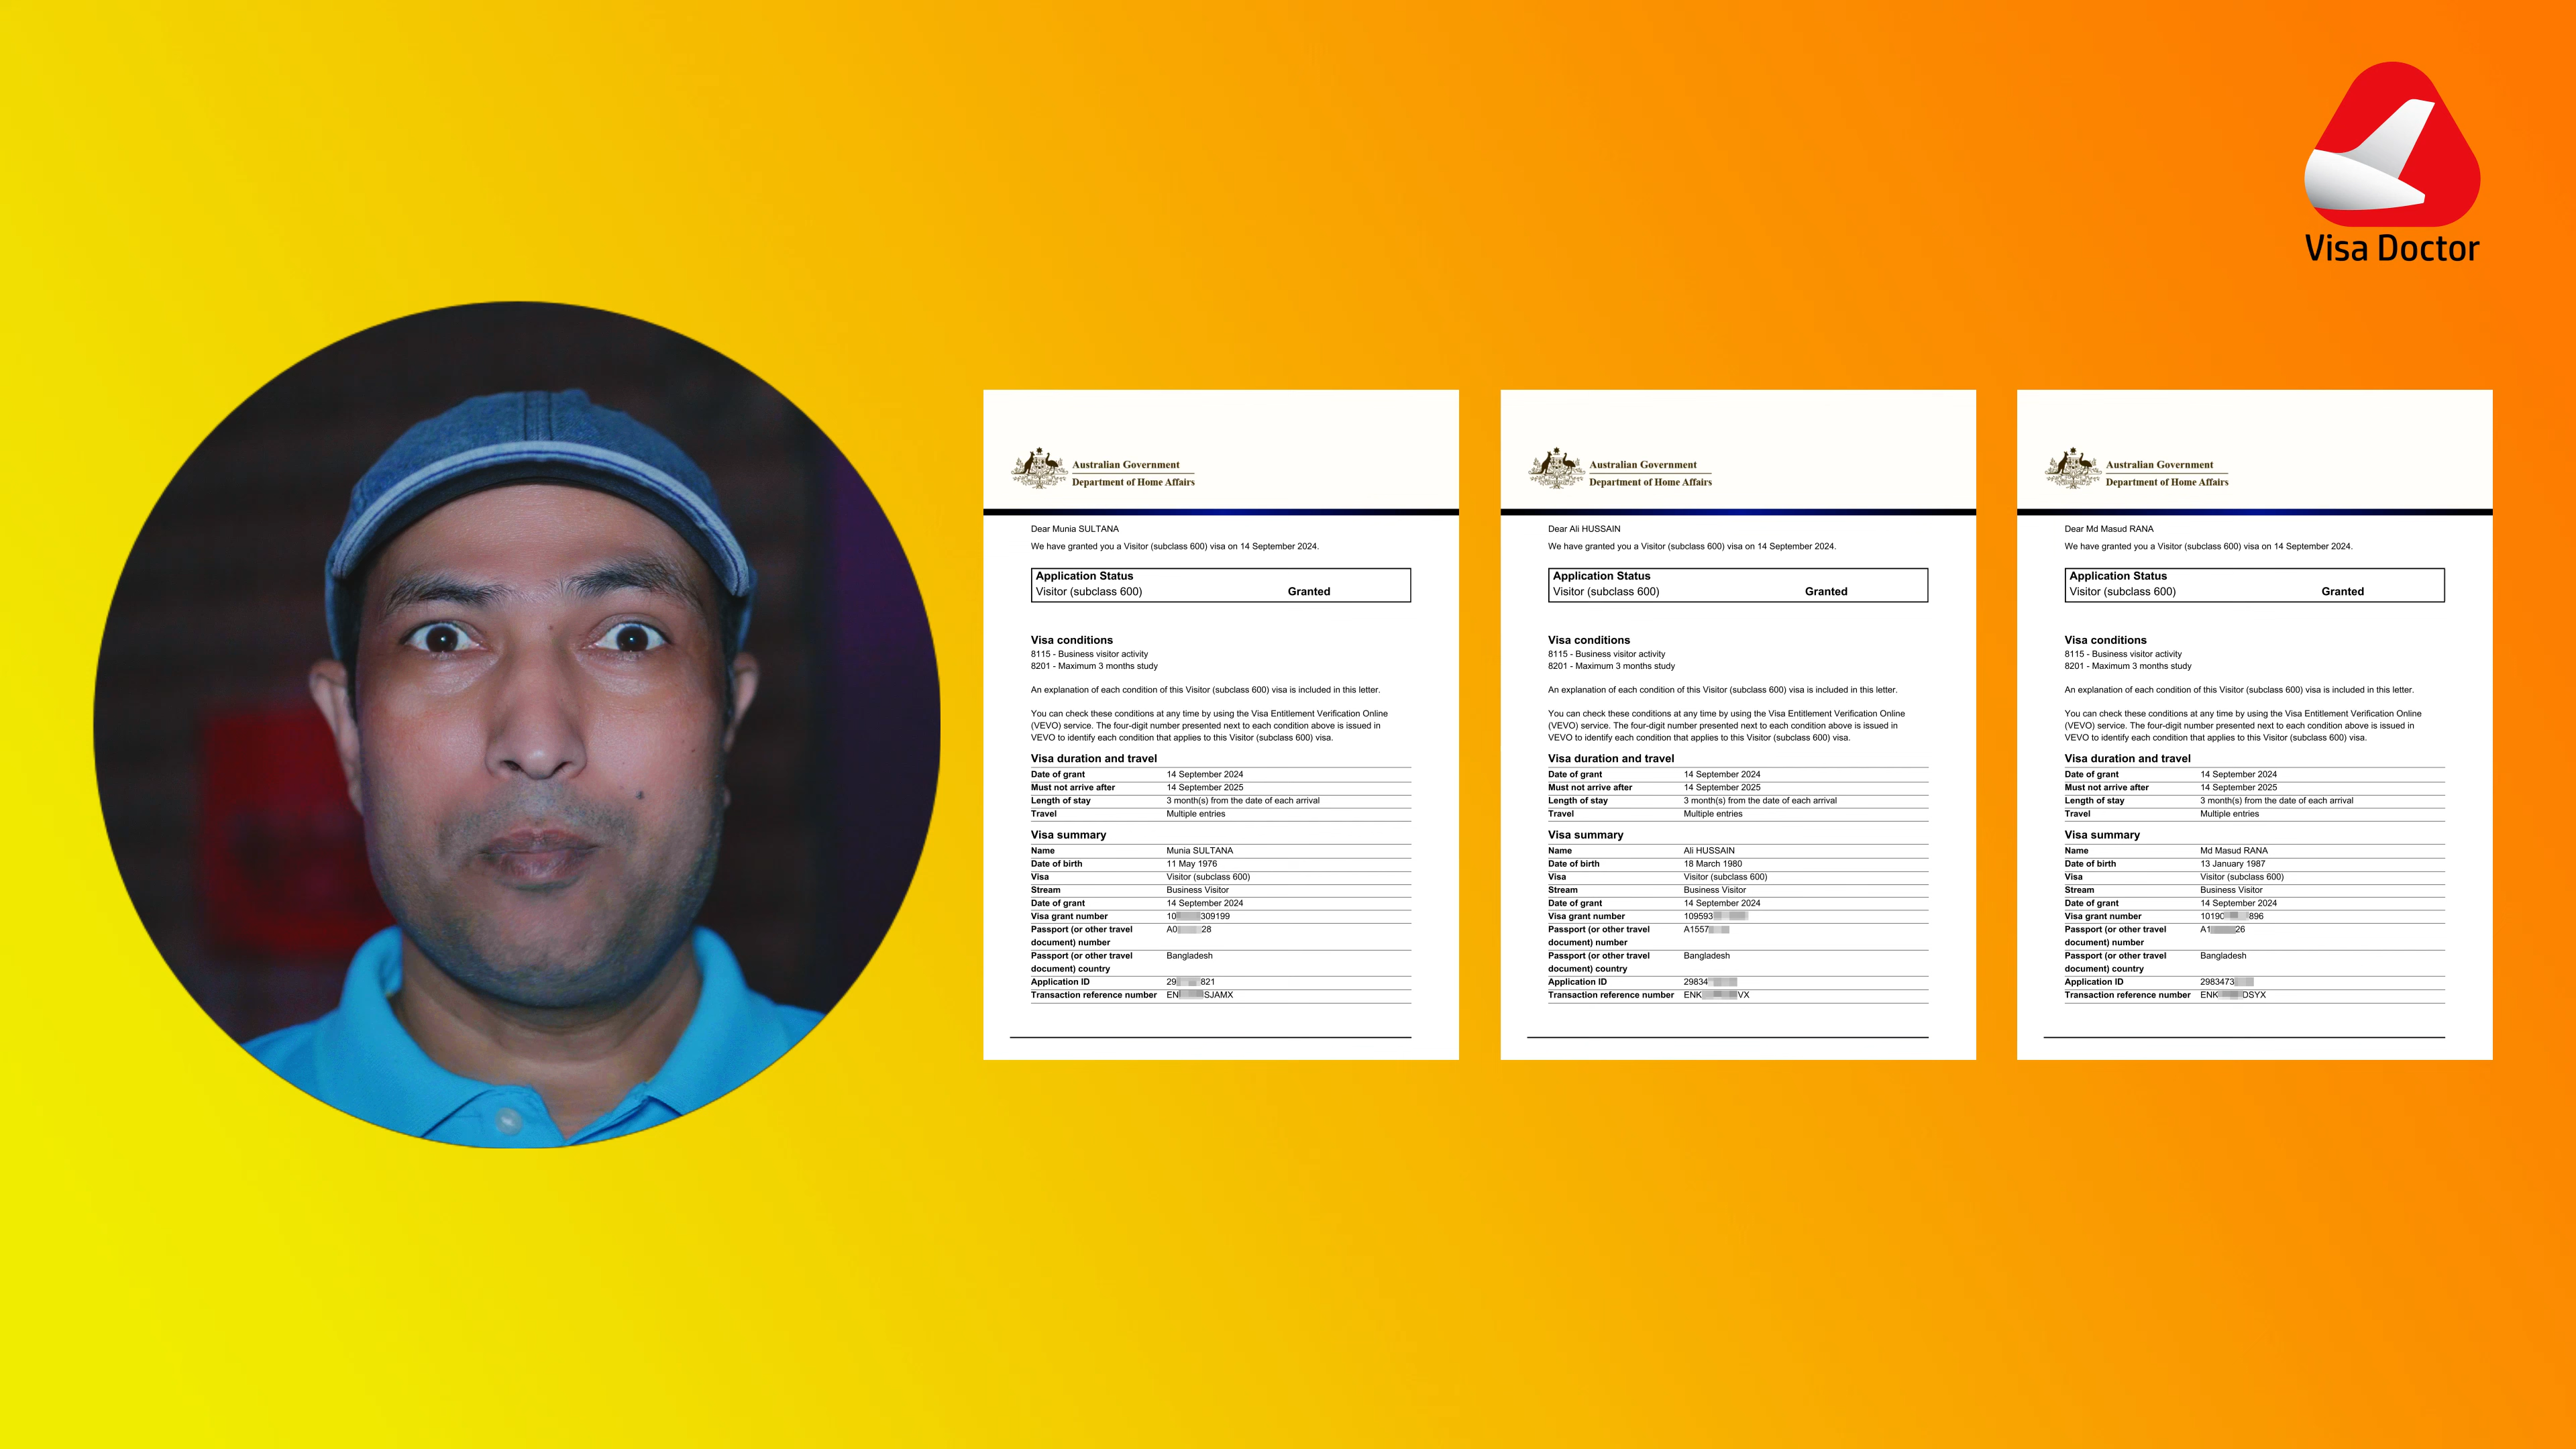 Visa Doctor
Australian Government
Department of Home Affairs
Dear Munia SULTANA
We have granted you a Visitor (subclass 600) visa on 14 September 2024.
Application Status
Visitor (subclass 600) Granted
Visa conditions
8115 - Business visitor activity
8201 - Maximum 3 months study
An explanation of each condition of this Visitor (subclass 600) visa is included in this letter.
You can check these conditions at any time by using the Visa Entitlement Verification Online
(VEVO) service. The four-digit number presented next to each condition above is issued in
VEVO to identify each condition that applies to this Visitor (subclass 600) visa.
Visa duration and travel
Date of grant 14 September 2024
Must not arrive after 14 September 2025
Length of stay 3 month(s) from the date of each arrival
Travel Multiple entries
Visa summary
Name Munia SULTANA
Date of birth 11 May 1976
Visa Visitor (subclass 600)
Stream Business Visitor
Date of grant 14 September 2024
Visa grant number 10 309199
Passport (or other travel A0 28
document) number
Passport (or other travel Bangladesh
document) country
Application ID 29 821
Transaction reference number EN SJAMX
Australian Government
Department of Home Affairs
Dear Ali HUSSAIN
We have granted you a Visitor (subclass 600) visa on 14 September 2024.
Application Status
Visitor (subclass 600) Granted
Visa conditions
8115 - Business visitor activity
8201 - Maximum 3 months study
An explanation of each condition of this Visitor (subclass 600) visa is included in this letter.
You can check these conditions at any time by using the Visa Entitlement Verification Online
(VEVO) service. The four-digit number presented next to each condition above is issued in
VEVO to identify each condition that applies to this Visitor (subclass 600) visa.
Visa duration and travel
Date of grant 14 September 2024
Must not arrive after 14 September 2025
Length of stay 3 month(s) from the date of each arrival
Travel Multiple entries
Visa summary
Name Ali HUSSAIN
Date of birth 18 March 1980
Visa Visitor (subclass 600)
Stream Business Visitor
Date of grant 14 September 2024
Visa grant number 109593
Passport (or other travel A1557
document) number
Passport (or other travel Bangladesh
document) country
Application ID 29834
Transaction reference number ENK VX
Australian Government
Department of Home Affairs
Dear Md Masud RANA
We have granted you a Visitor (subclass 600) visa on 14 September 2024.
Application Status
Visitor (subclass 600) Granted
Visa conditions
8115 - Business visitor activity
8201 - Maximum 3 months study
An explanation of each condition of this Visitor (subclass 600) visa is included in this letter.
You can check these conditions at any time by using the Visa Entitlement Verification Online
(VEVO) service. The four-digit number presented next to each condition above is issued in
VEVO to identify each condition that applies to this Visitor (subclass 600) visa.
Visa duration and travel
Date of grant 14 September 2024
Must not arrive after 14 September 2025
Length of stay 3 month(s) from the date of each arrival
Travel Multiple entries
Visa summary
Name Md Masud RANA
Date of birth 13 January 1987
Visa Visitor (subclass 600)
Stream Business Visitor
Date of grant 14 September 2024
Visa grant number 1019 896
Passport (or other travel A1 26
document) number
Passport (or other travel Bangladesh
document) country
Application ID 2983473
Transaction reference number ENK DSYX